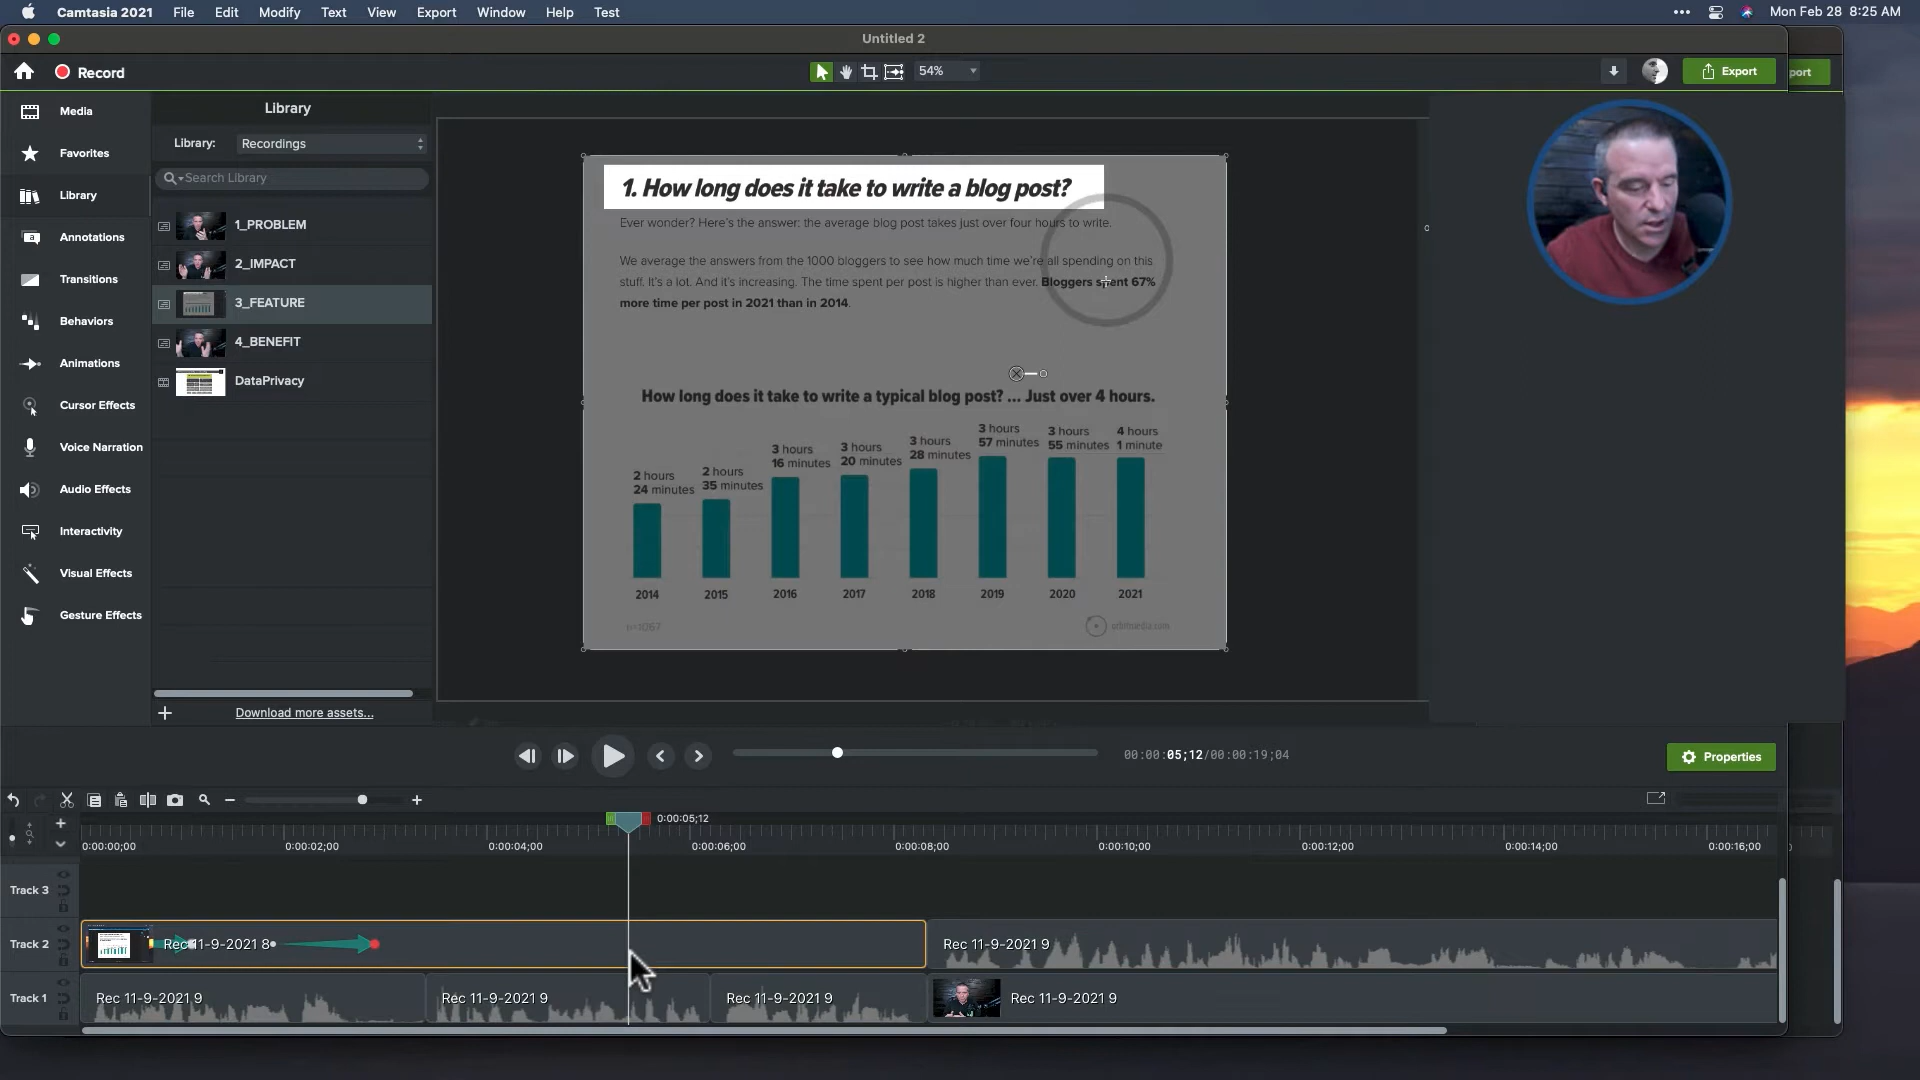 Camtasia 2021 File Edit Modify Text View Export Window Help Test
Mon Feb 28 8:25 AM
Untitled 2
Record
54%
Export
port
Media
Favorites
Library
Annotations
Transitions
Behaviors
Animations
Cursor Effects
Voice Narration
Audio Effects
Interactivity
Visual Effects
Gesture Effects
Library
Library: Recordings
Search Library
1_PROBLEM
2_IMPACT
3_FEATURE
4_BENEFIT
DataPrivacy
Download more assets...
1. How long does it take to write a blog post?
Ever wonder? Here's the answer: the average blog post takes just over four hours to write.
We average the answers from the 1000 bloggers to see how much time we're all spending on this
stuff. It's a lot. And it's increasing. The time spent per post is higher than ever. Bloggers spent 67%
more time per post in 2021 than in 2014.
How long does it take to write a typical blog post? ... Just over 4 hours.
2 hours
24 minutes
2 hours
35 minutes
3 hours
16 minutes
3 hours
20 minutes
3 hours
28 minutes
3 hours
57 minutes
3 hours
55 minutes
4 hours
1 minute
2014 2015 2016 2017 2018 2019 2020 2021
n=1067
orbitmedia.com
00:00:05;12/00:00:19;04
Properties
0:00:05;12
0:00:00;00 0:00:02;00 0:00:04;00 0:00:06;00 0:00:08;00 0:00:10;00 0:00:12;00 0:00:14;00 0:00:16;00
Track 3
Track 2
Rec 11-9-2021 8
Rec 11-9-2021 9
Track 1
Rec 11-9-2021 9
Rec 11-9-2021 9
Rec 11-9-2021 9
Rec 11-9-2021 9